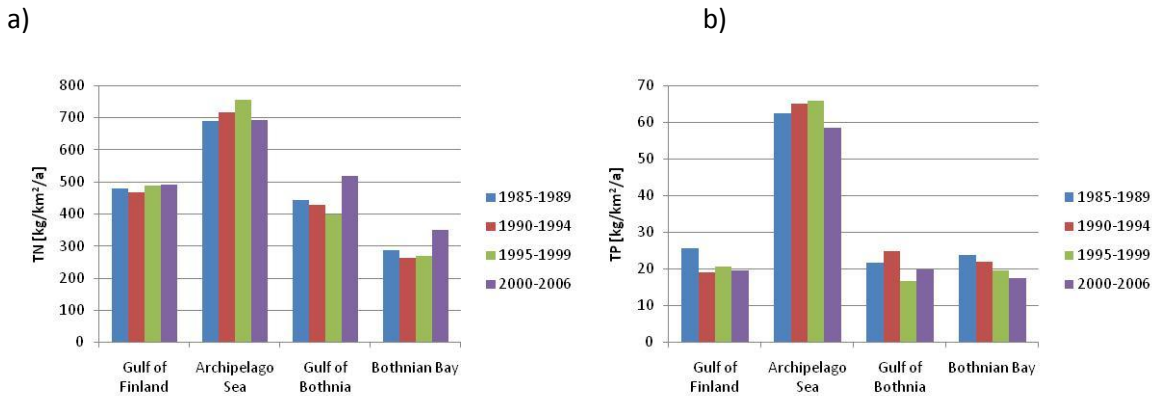 a)
b)
TN [kg/km²/a]
800
700
600
500
400
300
200
100
0
Gulf of
Finland
Archipelago
Sea
Gulf of
Bothnia
Bothnian Bay
1985-1989
1990-1994
1995-1999
2000-2006
TP [kg/km²/a]
70
60
50
40
30
20
10
0
Gulf of
Finland
Archipelago
Sea
Gulf of
Bothnia
Bothnian Bay
1985-1989
1990-1994
1995-1999
2000-2006